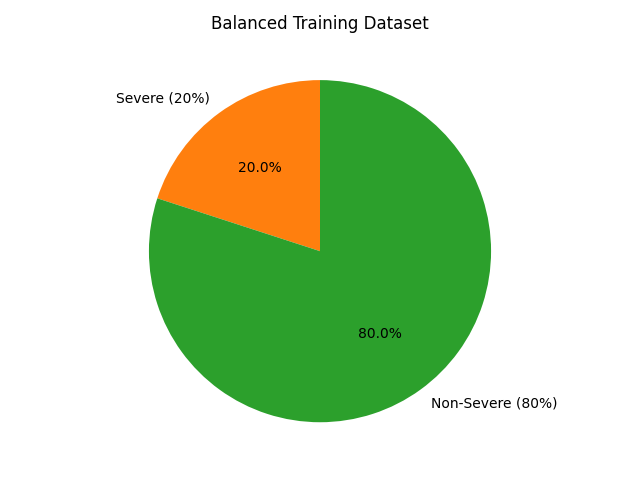 Balanced Training Dataset
Severe (20%)
20.0%
80.0%
Non-Severe (80%)